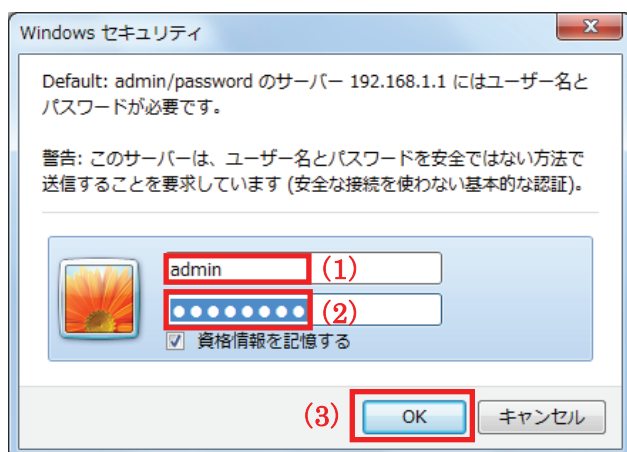 Windows セキュリティ
Default: admin/password のサーバー 192.168.1.1 にはユーザー名と
パスワードが必要です。
警告: このサーバーは、ユーザー名とパスワードを安全ではない方法で
送信することを要求しています (安全な接続を使わない基本的な認証)。
admin (1)
●●●●●●●● (2)
資格情報を記憶する
(3) OK キャンセル